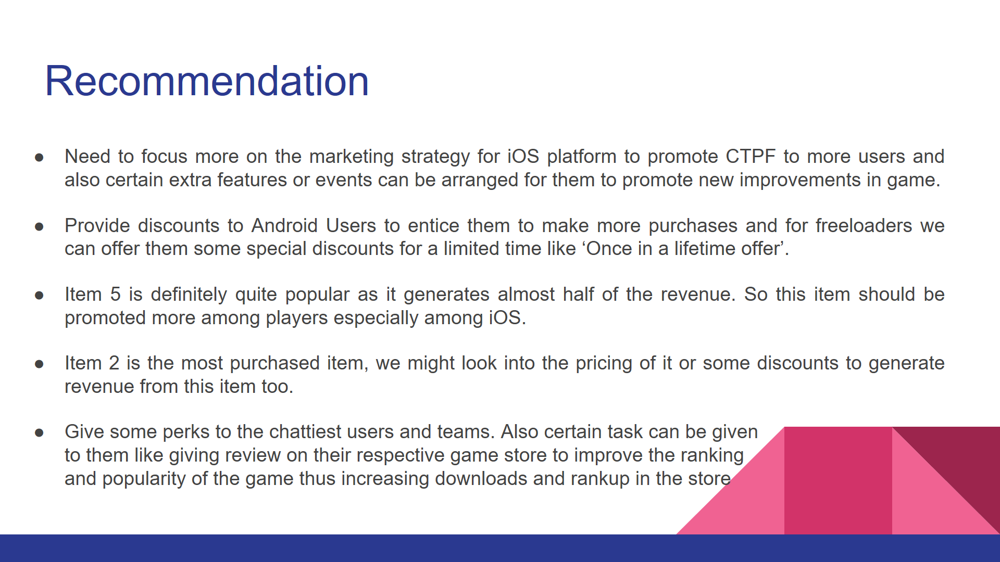 Recommendation
● Need to focus more on the marketing strategy for iOS platform to promote CTPF to more users and
also certain extra features or events can be arranged for them to promote new improvements in game.
● Provide discounts to Android Users to entice them to make more purchases and for freeloaders we
can offer them some special discounts for a limited time like ‘Once in a lifetime offer’.
● Item 5 is definitely quite popular as it generates almost half of the revenue. So this item should be
promoted more among players especially among iOS.
● Item 2 is the most purchased item, we might look into the pricing of it or some discounts to generate
revenue from this item too.
● Give some perks to the chattiest users and teams. Also certain task can be given
to them like giving review on their respective game store to improve the ranking
and popularity of the game thus increasing downloads and rankup in the store